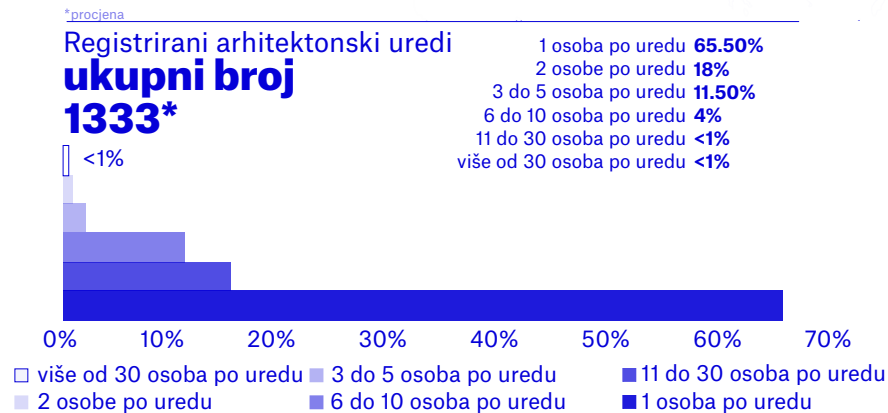 *procjena
Registrirani arhitektonski uredi
ukupni broj
1333*
1 osoba po uredu 65.50%
2 osobe po uredu 18%
3 do 5 osoba po uredu 11.50%
6 do 10 osoba po uredu 4%
11 do 30 osoba po uredu <1%
više od 30 osoba po uredu <1%
<1%
0% 10% 20% 30% 40% 50% 60% 70%
više od 30 osoba po uredu 3 do 5 osoba po uredu 11 do 30 osoba po uredu
2 osobe po uredu 6 do 10 osoba po uredu 1 osoba po uredu